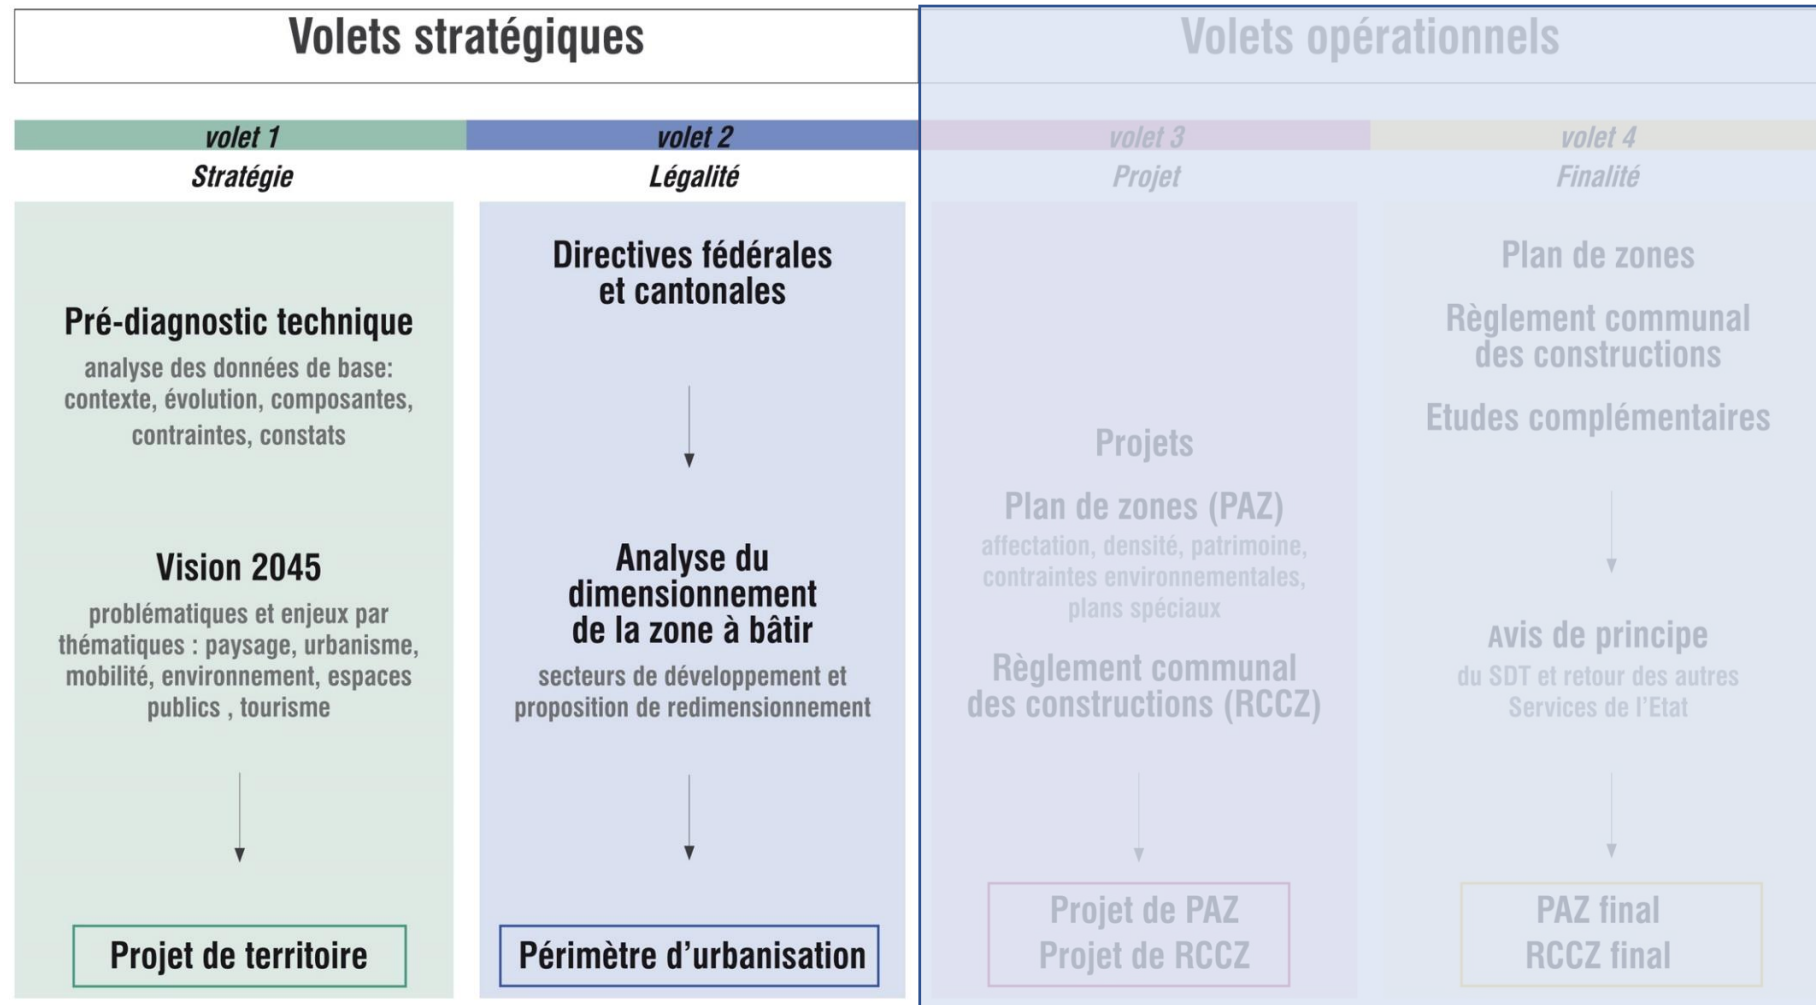 Volets stratégiques
Volets opérationnels
volet 1
Stratégie
Pré-diagnostic technique
analyse des données de base:
contexte, évolution, composantes,
contraintes, constats
Vision 2045
problématiques et enjeux par
thématiques : paysage, urbanisme,
mobilité, environnement, espaces
publics , tourisme
Projet de territoire
volet 2
Légalité
Directives fédérales
et cantonales
Analyse du
dimensionnement
de la zone à bâtir
secteurs de développement et
proposition de redimensionnement
Périmètre d'urbanisation
volet 3
Projet
Projets
Plan de zones (PAZ)
affectation, densité, patrimoine,
contraintes environnementales,
plans spéciaux
Règlement communal
des constructions (RCCZ)
Projet de PAZ
Projet de RCCZ
volet 4
Finalité
Plan de zones
Règlement communal
des constructions
Etudes complémentaires
Avis de principe
du SDT et retour des autres
Services de l'Etat
PAZ final
RCCZ final